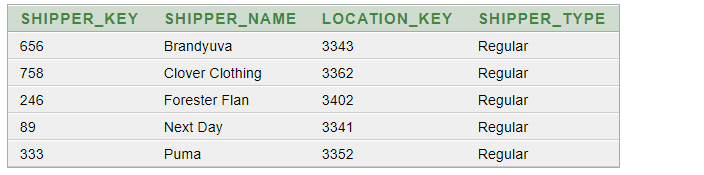 SHIPPER_KEY SHIPPER_NAME LOCATION_KEY SHIPPER_TYPE
656 Brandyuva 3343 Regular
758 Clover Clothing 3362 Regular
246 Forester Flan 3402 Regular
89 Next Day 3341 Regular
333 Puma 3352 Regular